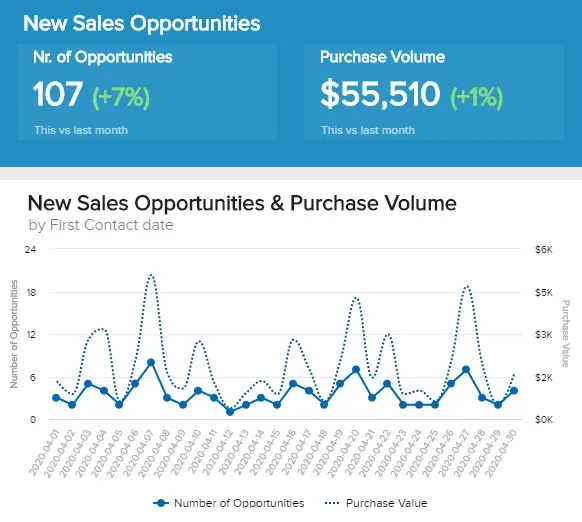 New Sales Opportunities
Nr. of Opportunities
107 (+7%)
This vs last month
Purchase Volume
$55,510 (+1%)
This vs last month
New Sales Opportunities & Purchase Volume
by First Contact date
Number of Opportunities
24
18
12
6
0
$6K
$5K
$3K
$2K
$0K
Purchase Value
2020-04-01
2020-04-02
2020-04-03
2020-04-04
2020-04-05
2020-04-06
2020-04-07
2020-04-08
2020-04-09
2020-04-10
2020-04-11
2020-04-12
2020-04-13
2020-04-14
2020-04-15
2020-04-16
2020-04-17
2020-04-18
2020-04-19
2020-04-20
2020-04-21
2020-04-22
2020-04-23
2020-04-24
2020-04-25
2020-04-26
2020-04-27
2020-04-28
2020-04-29
2020-04-30
Number of Opportunities
Purchase Value